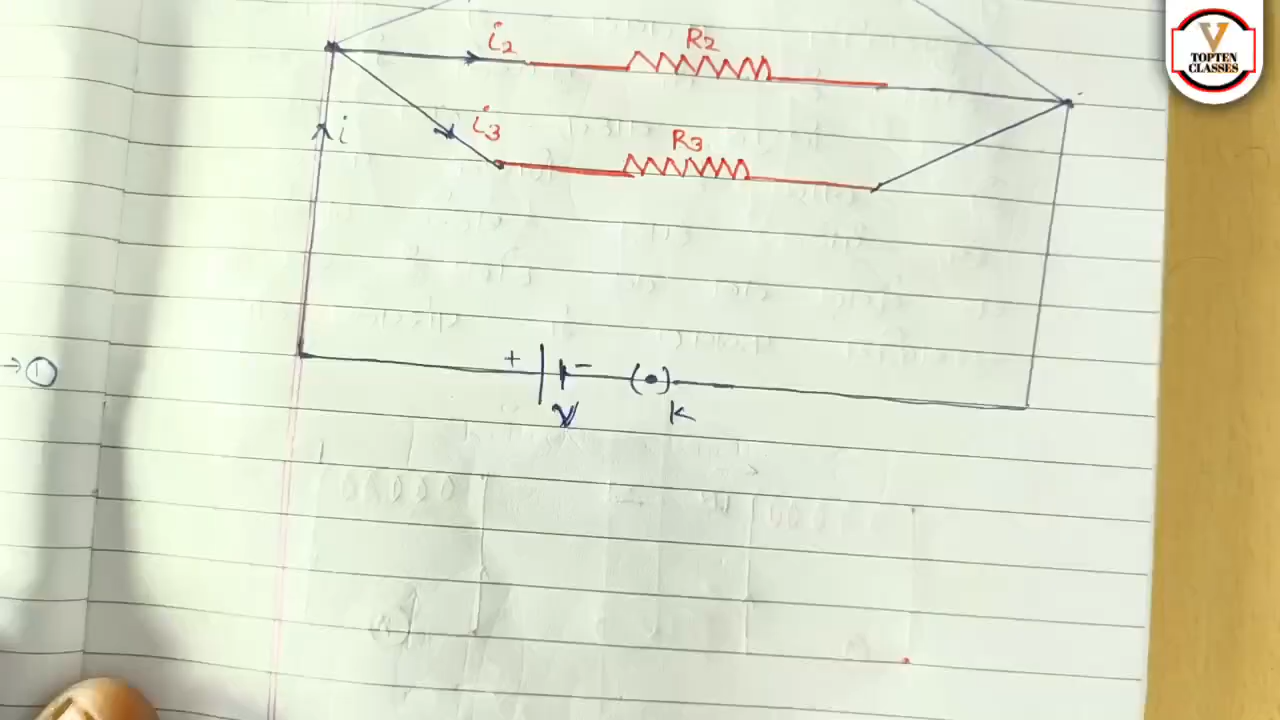 V
TOPTEN
CLASSES
i₂
R₂
i
i₃
R₃
→ ①
+
-
V
K